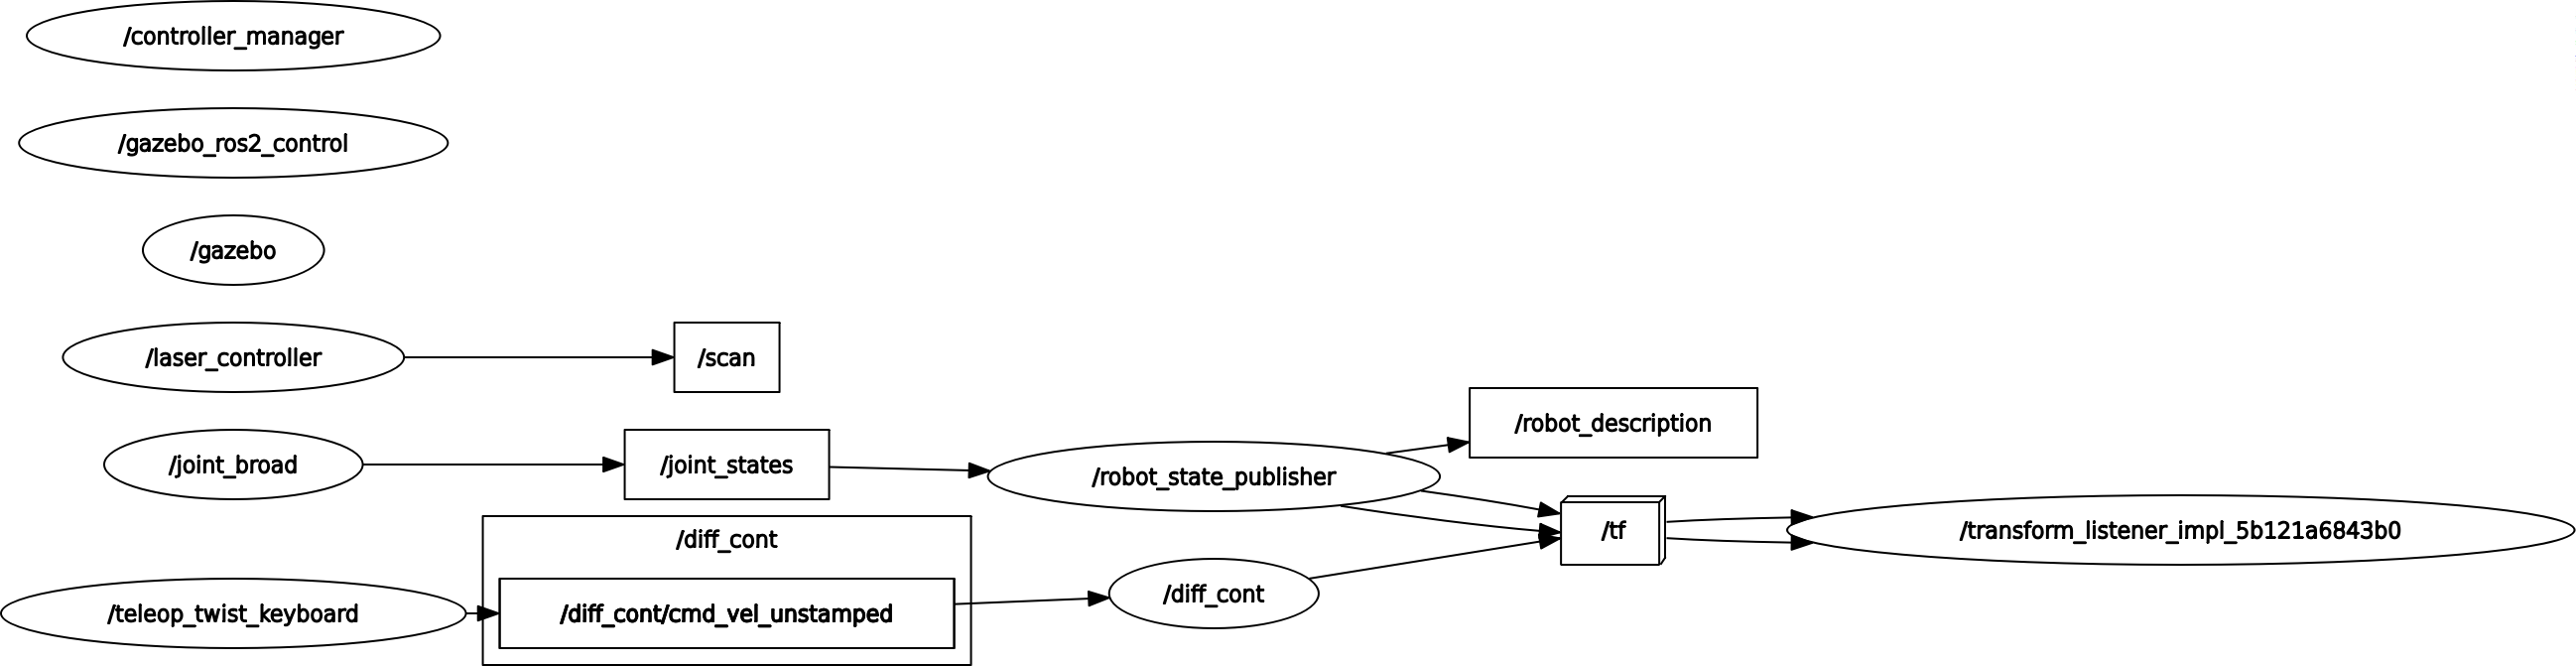 /controller_manager
/gazebo_ros2_control
/gazebo
/laser_controller
/scan
/robot_description
/joint_broad
/joint_states
/robot_state_publisher
/tf
/transform_listener_impl_5b121a6843b0
/diff_cont
/teleop_twist_keyboard
/diff_cont/cmd_vel_unstamped
/diff_cont